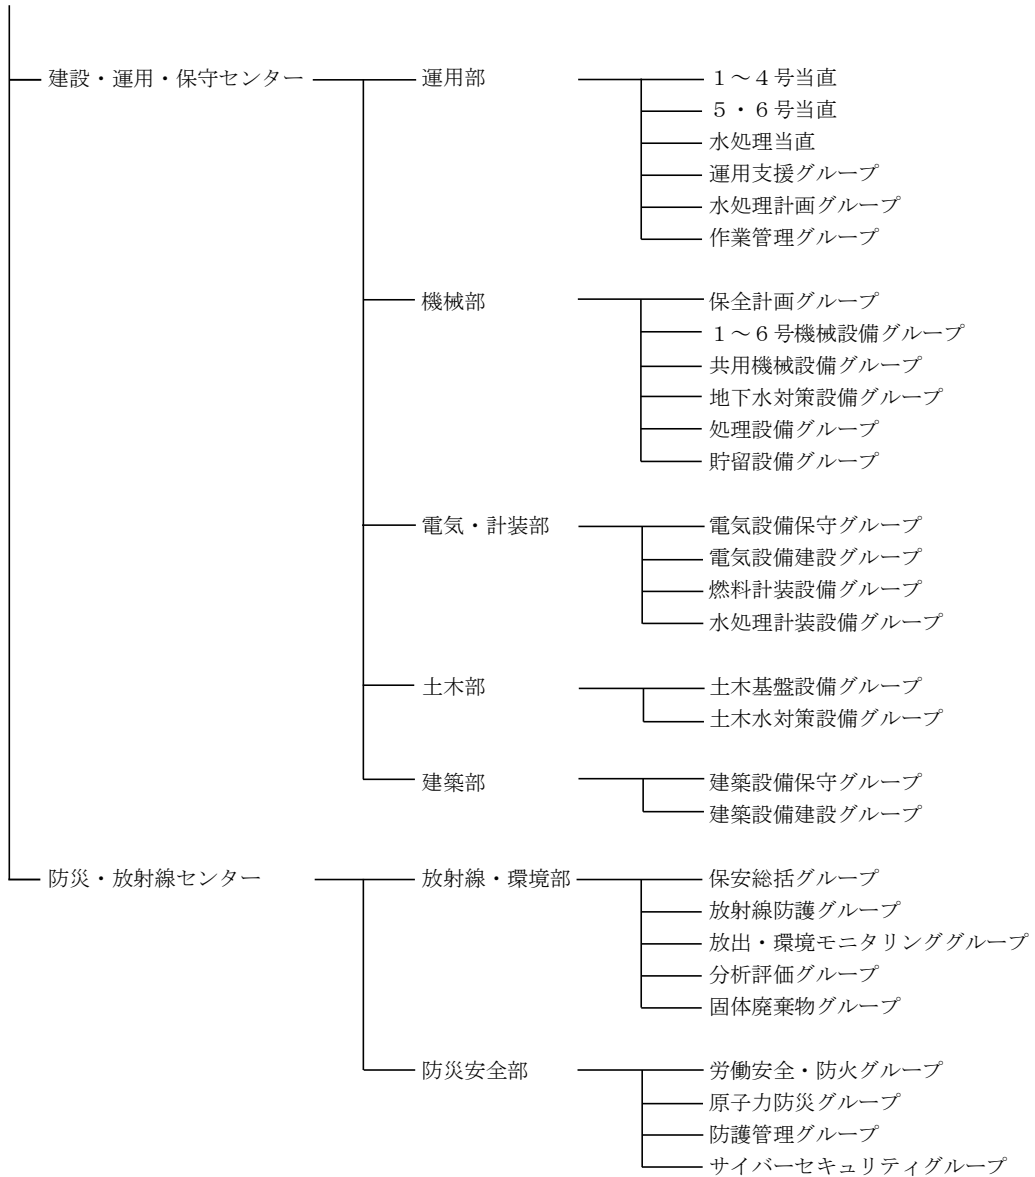 建設・運用・保守センター 運用部 １～４号当直
５・６号当直
水処理当直
運用支援グループ
水処理計画グループ
作業管理グループ
機械部 保全計画グループ
１～６号機械設備グループ
共用機械設備グループ
地下水対策設備グループ
処理設備グループ
貯留設備グループ
電気・計装部 電気設備保守グループ
電気設備建設グループ
燃料計装設備グループ
水処理計装設備グループ
土木部 土木基盤設備グループ
土木水対策設備グループ
建築部 建築設備保守グループ
建築設備建設グループ
防災・放射線センター 放射線・環境部 保安総括グループ
放射線防護グループ
放出・環境モニタリンググループ
分析評価グループ
固体廃棄物グループ
防災安全部 労働安全・防火グループ
原子力防災グループ
防護管理グループ
サイバーセキュリティグループ